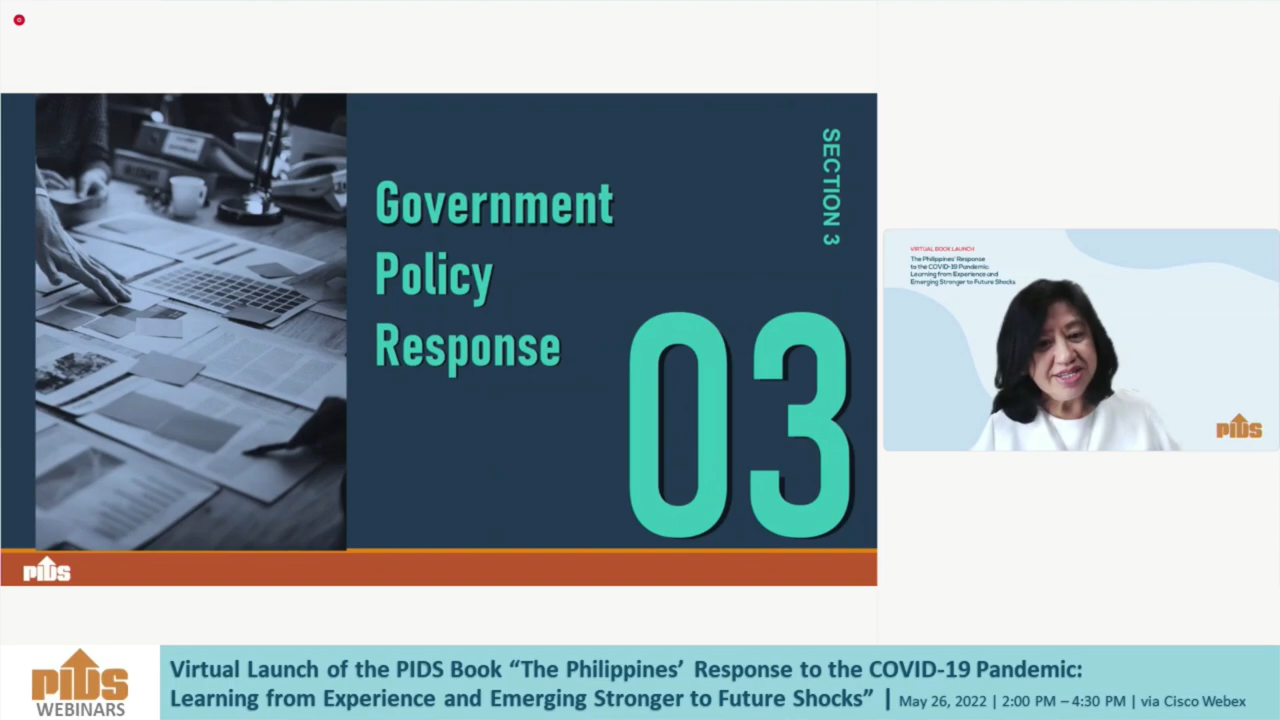 Government
Policy
Response
SECTION 3
03
PIDS
VIRTUAL BOOK LAUNCH
The Philippines' Response
to the COVID-19 Pandemic:
Learning from Experience and
Emerging Stronger to Future Shocks
PIDS
PIDS
WEBINARS
Virtual Launch of the PIDS Book “The Philippines’ Response to the COVID-19 Pandemic:
Learning from Experience and Emerging Stronger to Future Shocks” | May 26, 2022 | 2:00 PM – 4:30 PM | via Cisco Webex